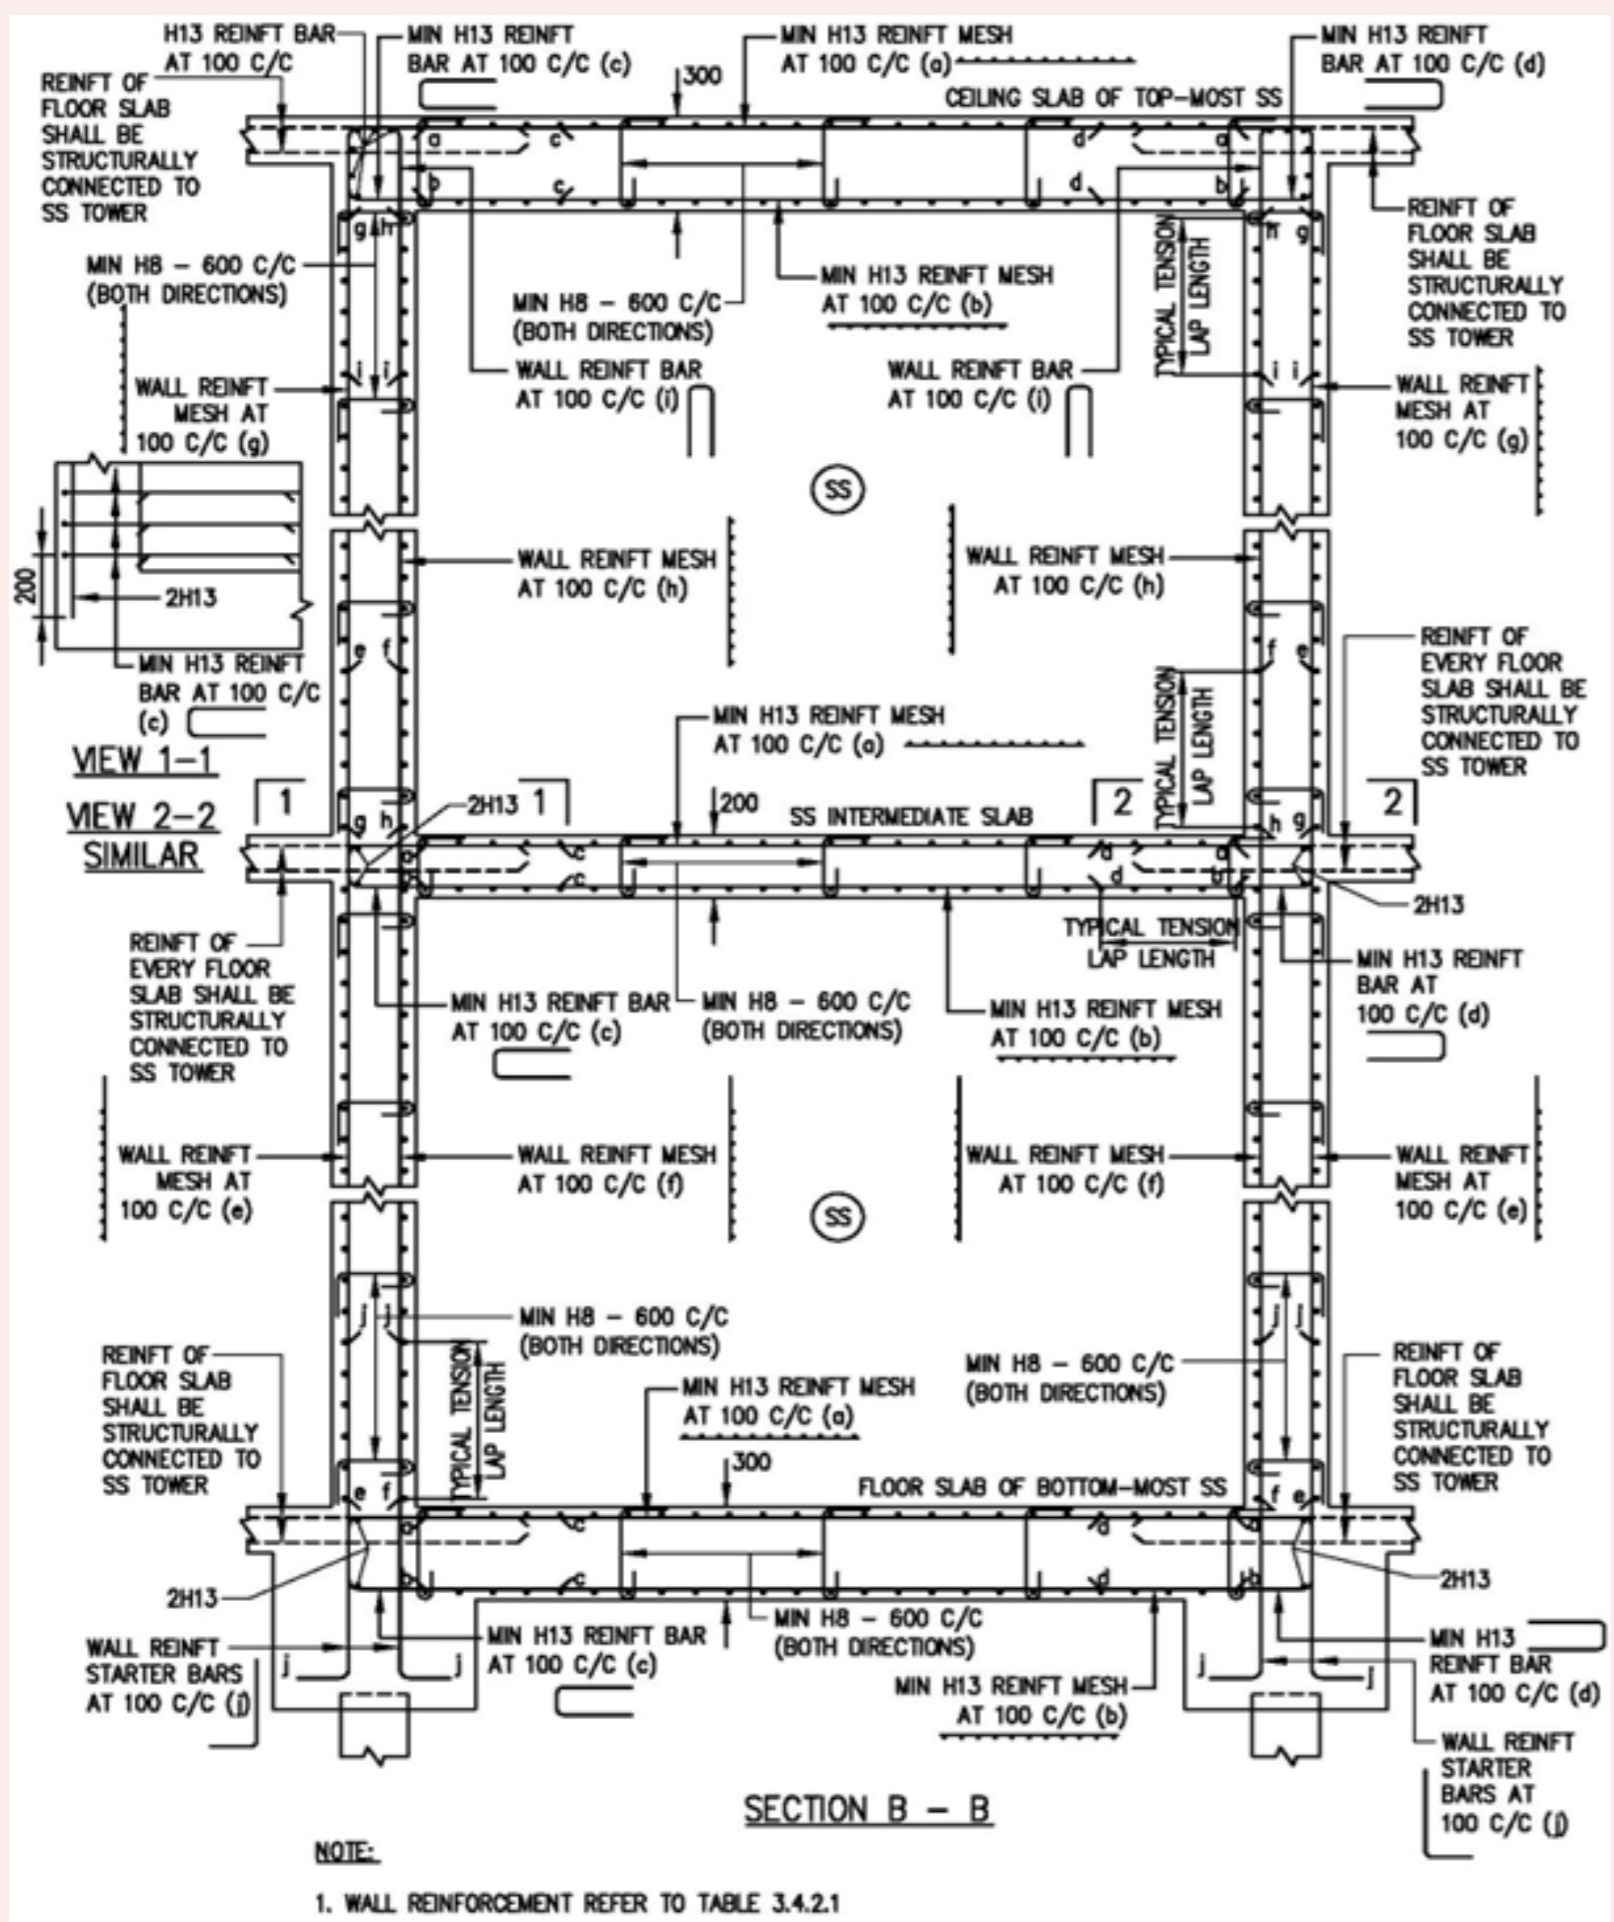 H13 REINFT BAR
AT 100 C/C
MIN H13 REINFT
BAR AT 100 C/C (c)
MIN H13 REINFT MESH
AT 100 C/C (a)
MIN H13 REINFT
BAR AT 100 C/C (d)
REINFT OF
FLOOR SLAB
SHALL BE
STRUCTURALLY
CONNECTED TO
SS TOWER
300
CEILING SLAB OF TOP-MOST SS
a
c
d
a
b
c
d
b
g h
h g
REINFT OF
FLOOR SLAB
SHALL BE
STRUCTURALLY
CONNECTED TO
SS TOWER
MIN H8 - 600 C/C
(BOTH DIRECTIONS)
MIN H8 - 600 C/C
(BOTH DIRECTIONS)
MIN H13 REINFT MESH
AT 100 C/C (b)
TYPICAL TENSION
LAP LENGTH
WALL REINFT BAR
AT 100 C/C (i)
WALL REINFT BAR
AT 100 C/C (i)
i i
i i
WALL REINFT
MESH AT
100 C/C (g)
WALL REINFT
MESH AT
100 C/C (g)
SS
WALL REINFT MESH
AT 100 C/C (h)
WALL REINFT MESH
AT 100 C/C (h)
200
2H13
MIN H13 REINFT
BAR AT 100 C/C
(c)
VIEW 1-1
VIEW 2-2
SIMILAR
e f
f e
REINFT OF
EVERY FLOOR
SLAB SHALL BE
STRUCTURALLY
CONNECTED TO
SS TOWER
TYPICAL TENSION
LAP LENGTH
MIN H13 REINFT MESH
AT 100 C/C (a)
1
2H13
1
200
SS INTERMEDIATE SLAB
2
2
g h
h g
c
d
a
c
d
2H13
TYPICAL TENSION
LAP LENGTH
REINFT OF
EVERY FLOOR
SLAB SHALL BE
STRUCTURALLY
CONNECTED TO
SS TOWER
MIN H13 REINFT BAR
AT 100 C/C (c)
MIN H8 - 600 C/C
(BOTH DIRECTIONS)
MIN H13 REINFT MESH
AT 100 C/C (b)
MIN H13 REINFT
BAR AT
100 C/C (d)
WALL REINFT
MESH AT
100 C/C (e)
WALL REINFT MESH
AT 100 C/C (f)
WALL REINFT MESH
AT 100 C/C (f)
WALL REINFT
MESH AT
100 C/C (e)
SS
j j
j j
MIN H8 - 600 C/C
(BOTH DIRECTIONS)
MIN H8 - 600 C/C
(BOTH DIRECTIONS)
TYPICAL TENSION
LAP LENGTH
REINFT OF
FLOOR SLAB
SHALL BE
STRUCTURALLY
CONNECTED TO
SS TOWER
MIN H13 REINFT MESH
AT 100 C/C (a)
REINFT OF
FLOOR SLAB
SHALL BE
STRUCTURALLY
CONNECTED TO
SS TOWER
300
FLOOR SLAB OF BOTTOM-MOST SS
e f
f e
c
d
c
d
b
2H13
2H13
WALL REINFT
STARTER BARS
AT 100 C/C (j)
j
j
MIN H13 REINFT BAR
AT 100 C/C (c)
MIN H8 - 600 C/C
(BOTH DIRECTIONS)
MIN H13 REINFT MESH
AT 100 C/C (b)
j
j
MIN H13
REINFT BAR
AT 100 C/C (d)
WALL REINFT
STARTER
BARS AT
100 C/C (j)
SECTION B - B
NOTE:
1. WALL REINFORCEMENT REFER TO TABLE 3.4.2.1